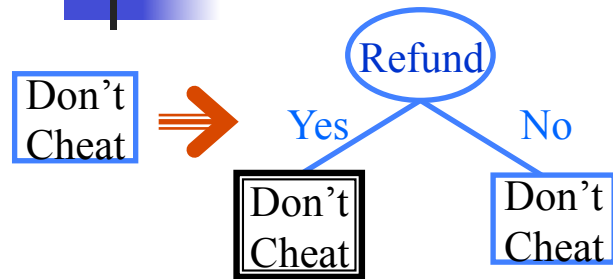 Refund
Don’t
Cheat
Yes
No
Don’t
Cheat
Don’t
Cheat